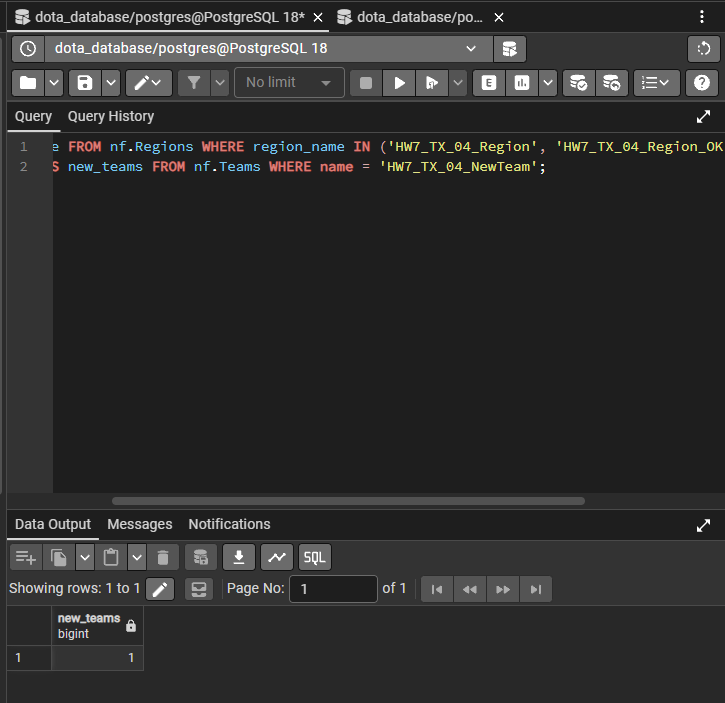 dota_database/postgres@PostgreSQL 18* dota_database/po...
dota_database/postgres@PostgreSQL 18
No limit E
Query Query History
1 e FROM nf.Regions WHERE region_name IN ('HW7_TX_04_Region', 'HW7_TX_04_Region_OK
2 S new_teams FROM nf.Teams WHERE name = 'HW7_TX_04_NewTeam';
Data Output Messages Notifications
SQL
Showing rows: 1 to 1 Page No: 1 of 1
new_teams
bigint
1 1